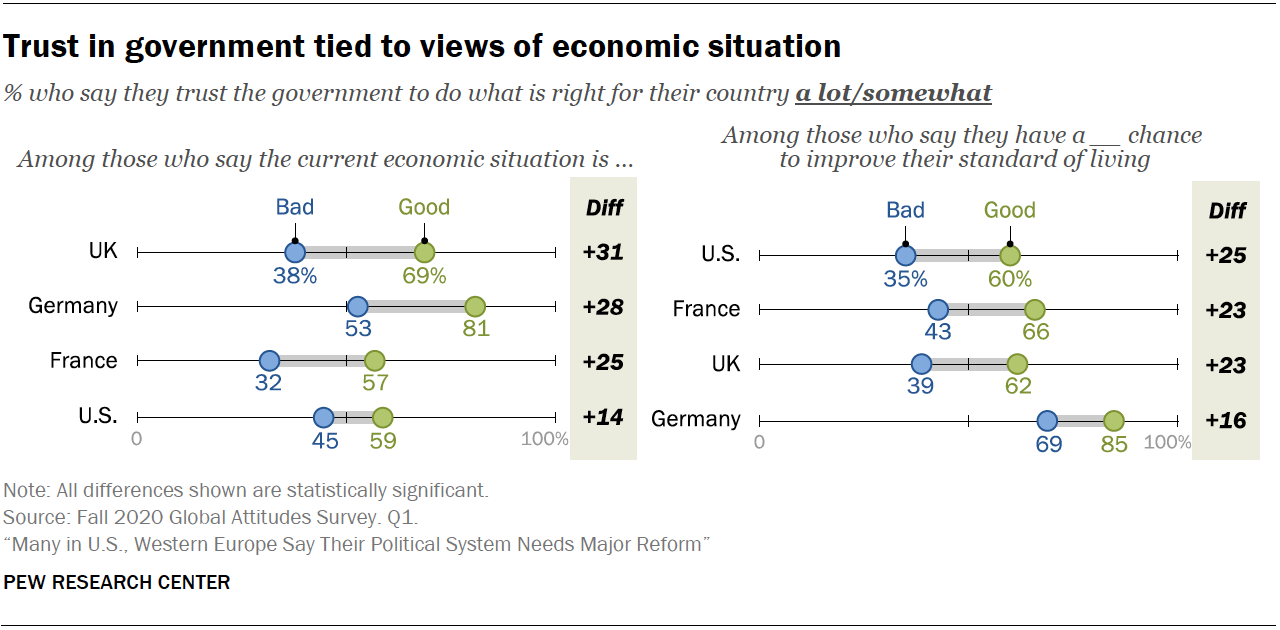 Trust in government tied to views of economic situation
% who say they trust the government to do what is right for their country a lot/somewhat
Among those who say the current economic situation is ...
Bad Good Diff
UK 38% 69% +31
Germany 53 81 +28
France 32 57 +25
U.S. 45 59 +14
0 100%
Among those who say they have a __ chance
to improve their standard of living
Bad Good Diff
U.S. 35% 60% +25
France 43 66 +23
UK 39 62 +23
Germany 69 85 +16
0 100%
Note: All differences shown are statistically significant.
Source: Fall 2020 Global Attitudes Survey. Q1.
“Many in U.S., Western Europe Say Their Political System Needs Major Reform”
PEW RESEARCH CENTER